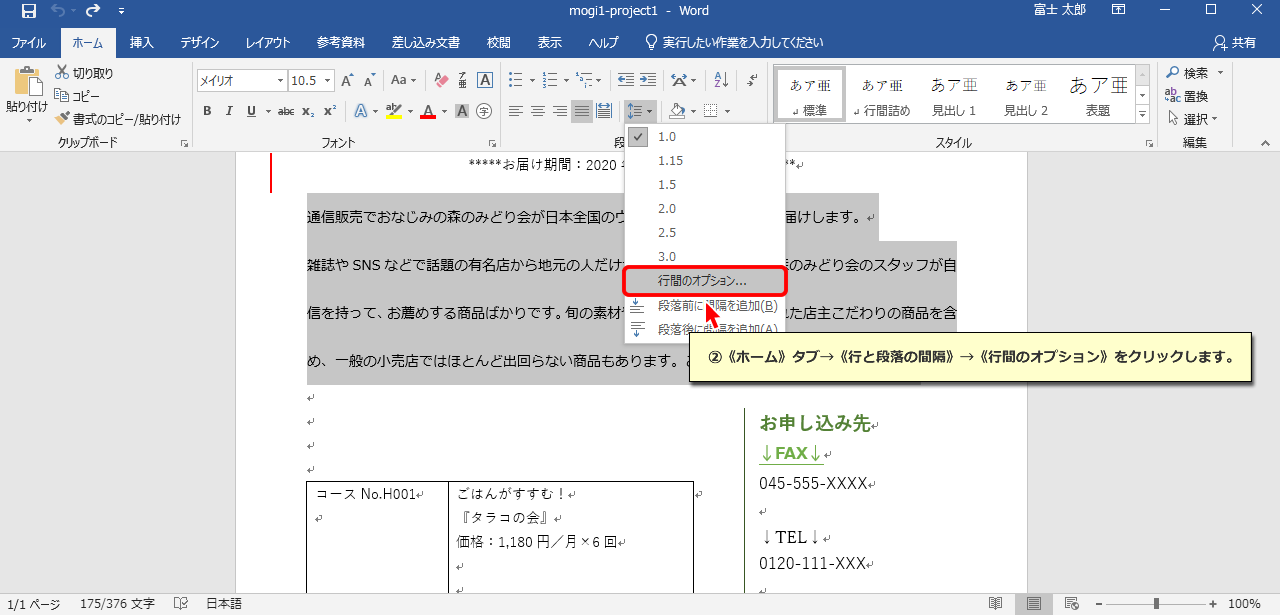 mogi1-project1 - Word
富士 太郎
ファイル ホーム 挿入 デザイン レイアウト 参考資料 差し込み文書 校閲 表示 ヘルプ 実行したい作業を入力してください 共有
貼り付け
切り取り
コピー
書式のコピー/貼り付け
クリップボード
メイリオ 10.5 A A Aa A
B I U abc x₂ x² A ab A A 字
フォント
段
あア亜 標準
あア亜 行間詰め
あア亜 見出し 1
あア亜 見出し 2
あア亜 表題
スタイル
検索
置換
選択
編集
1.0
1.15
1.5
2.0
2.5
3.0
行間のオプション...
段落前に間隔を追加(B)
段落後に間隔を追加(A)
②《ホーム》タブ→《行と段落の間隔》→《行間のオプション》をクリックします。
*****お届け期間：2020 **
通信販売でおなじみの森のみどり会が日本全国の 届けします。
雑誌や SNS などで話題の有名店から地元の人だけ のみどり会のスタッフが自
信を持って、お薦めする商品ばかりです。旬の素材 れた店主こだわりの商品を含
め、一般の小売店ではほとんど出回らない商品もあります。
コース No.H001
ごはんがすすむ！
『タラコの会』
価格：1,180 円／月×6 回
お申し込み先
↓FAX↓
045-555-XXXX
↓TEL↓
0120-111-XXX
1/1 ページ 175/376 文字 日本語 100%